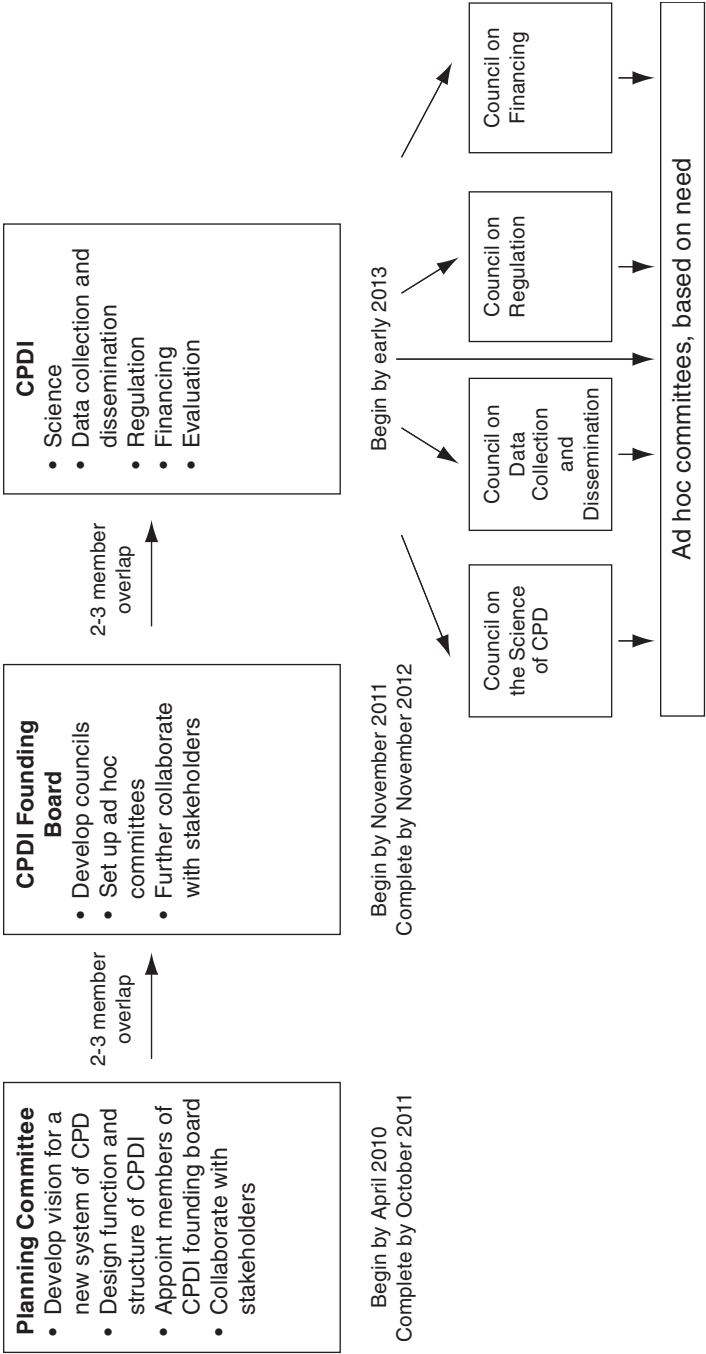 Planning Committee
• Develop vision for a
new system of CPD
• Design function and
structure of CPDI
• Appoint members of
CPDI founding board
• Collaborate with
stakeholders
Begin by April 2010
Complete by October 2011
2-3 member
overlap
CPDI Founding
Board
• Develop councils
• Set up ad hoc
committees
• Further collaborate
with stakeholders
Begin by November 2011
Complete by November 2012
2-3 member
overlap
CPDI
• Science
• Data collection and
dissemination
• Regulation
• Financing
• Evaluation
Begin by early 2013
Council on
the Science
of CPD
Council on
Data
Collection
and
Dissemination
Council on
Regulation
Council on
Financing
Ad hoc committees, based on need